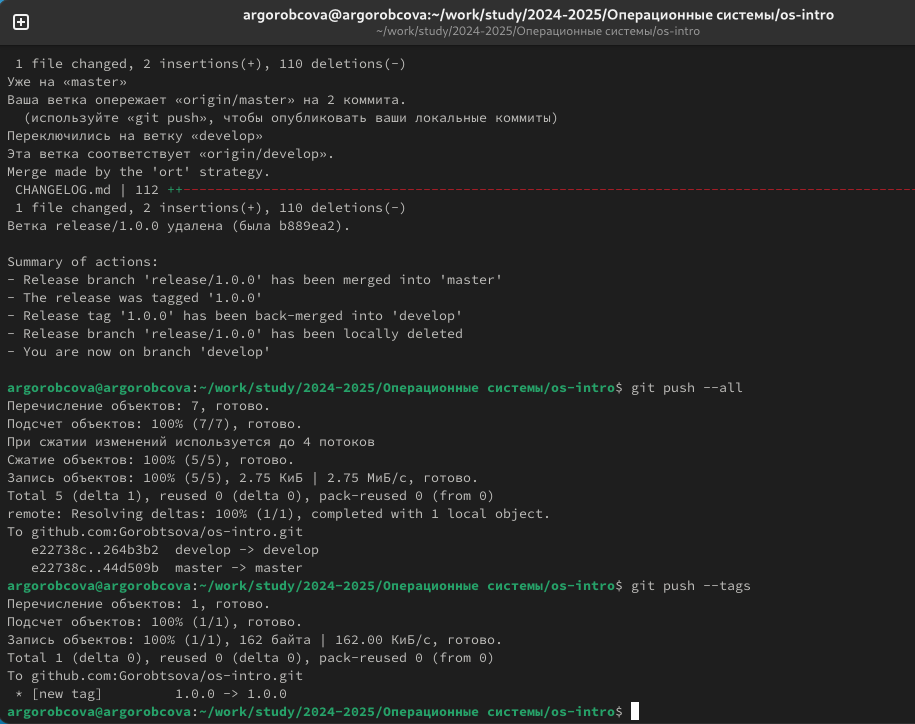 argorobcova@argorobcova:~/work/study/2024-2025/Операционные системы/os-intro
~/work/study/2024-2025/Операционные системы/os-intro
1 file changed, 2 insertions(+), 110 deletions(-)
Уже на «master»
Ваша ветка опережает «origin/master» на 2 коммита.
(используйте «git push», чтобы опубликовать ваши локальные коммиты)
Переключились на ветку «develop»
Эта ветка соответствует «origin/develop».
Merge made by the 'ort' strategy.
CHANGELOG.md | 112 ++--------------------------------------------------------------------------------------------
1 file changed, 2 insertions(+), 110 deletions(-)
Ветка release/1.0.0 удалена (была b889ea2).
Summary of actions:
- Release branch 'release/1.0.0' has been merged into 'master'
- The release was tagged '1.0.0'
- Release tag '1.0.0' has been back-merged into 'develop'
- Release branch 'release/1.0.0' has been locally deleted
- You are now on branch 'develop'
argorobcova@argorobcova:~/work/study/2024-2025/Операционные системы/os-intro$ git push --all
Перечисление объектов: 7, готово.
Подсчет объектов: 100% (7/7), готово.
При сжатии изменений используется до 4 потоков
Сжатие объектов: 100% (5/5), готово.
Запись объектов: 100% (5/5), 2.75 КиБ | 2.75 МиБ/с, готово.
Total 5 (delta 1), reused 0 (delta 0), pack-reused 0 (from 0)
remote: Resolving deltas: 100% (1/1), completed with 1 local object.
To github.com:Gorobtsova/os-intro.git
e22738c..264b3b2  develop -> develop
e22738c..44d509b  master -> master
argorobcova@argorobcova:~/work/study/2024-2025/Операционные системы/os-intro$ git push --tags
Перечисление объектов: 1, готово.
Подсчет объектов: 100% (1/1), готово.
Запись объектов: 100% (1/1), 162 байта | 162.00 КиБ/с, готово.
Total 1 (delta 0), reused 0 (delta 0), pack-reused 0 (from 0)
To github.com:Gorobtsova/os-intro.git
* [new tag]         1.0.0 -> 1.0.0
argorobcova@argorobcova:~/work/study/2024-2025/Операционные системы/os-intro$